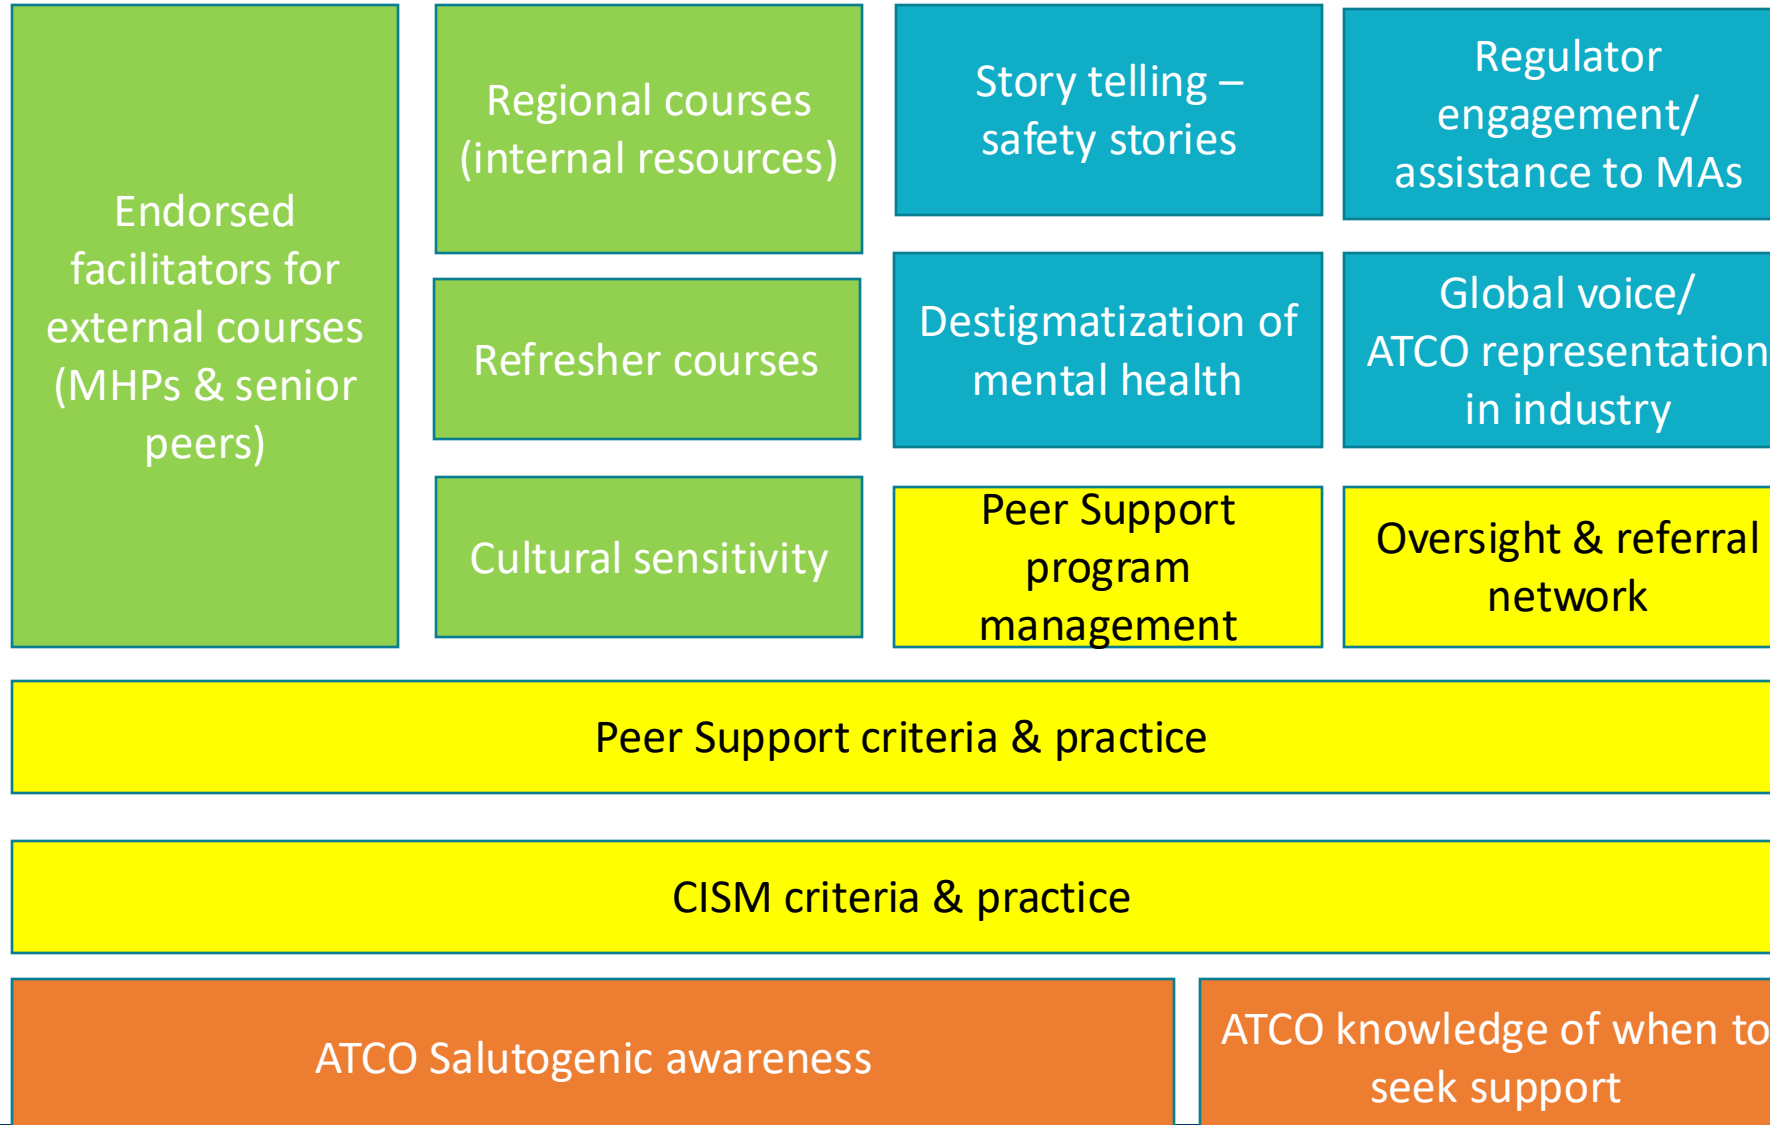 Endorsed
facilitators for
external courses
(MHPs & senior
peers)
Regional courses
(internal resources)
Refresher courses
Cultural sensitivity
Story telling –
safety stories
Destigmatization of
mental health
Peer Support
program
management
Regulator
engagement/
assistance to MAs
Global voice/
ATCO representation
in industry
Oversight & referral
network
Peer Support criteria & practice
CISM criteria & practice
ATCO Salutogenic awareness
ATCO knowledge of when to
seek support